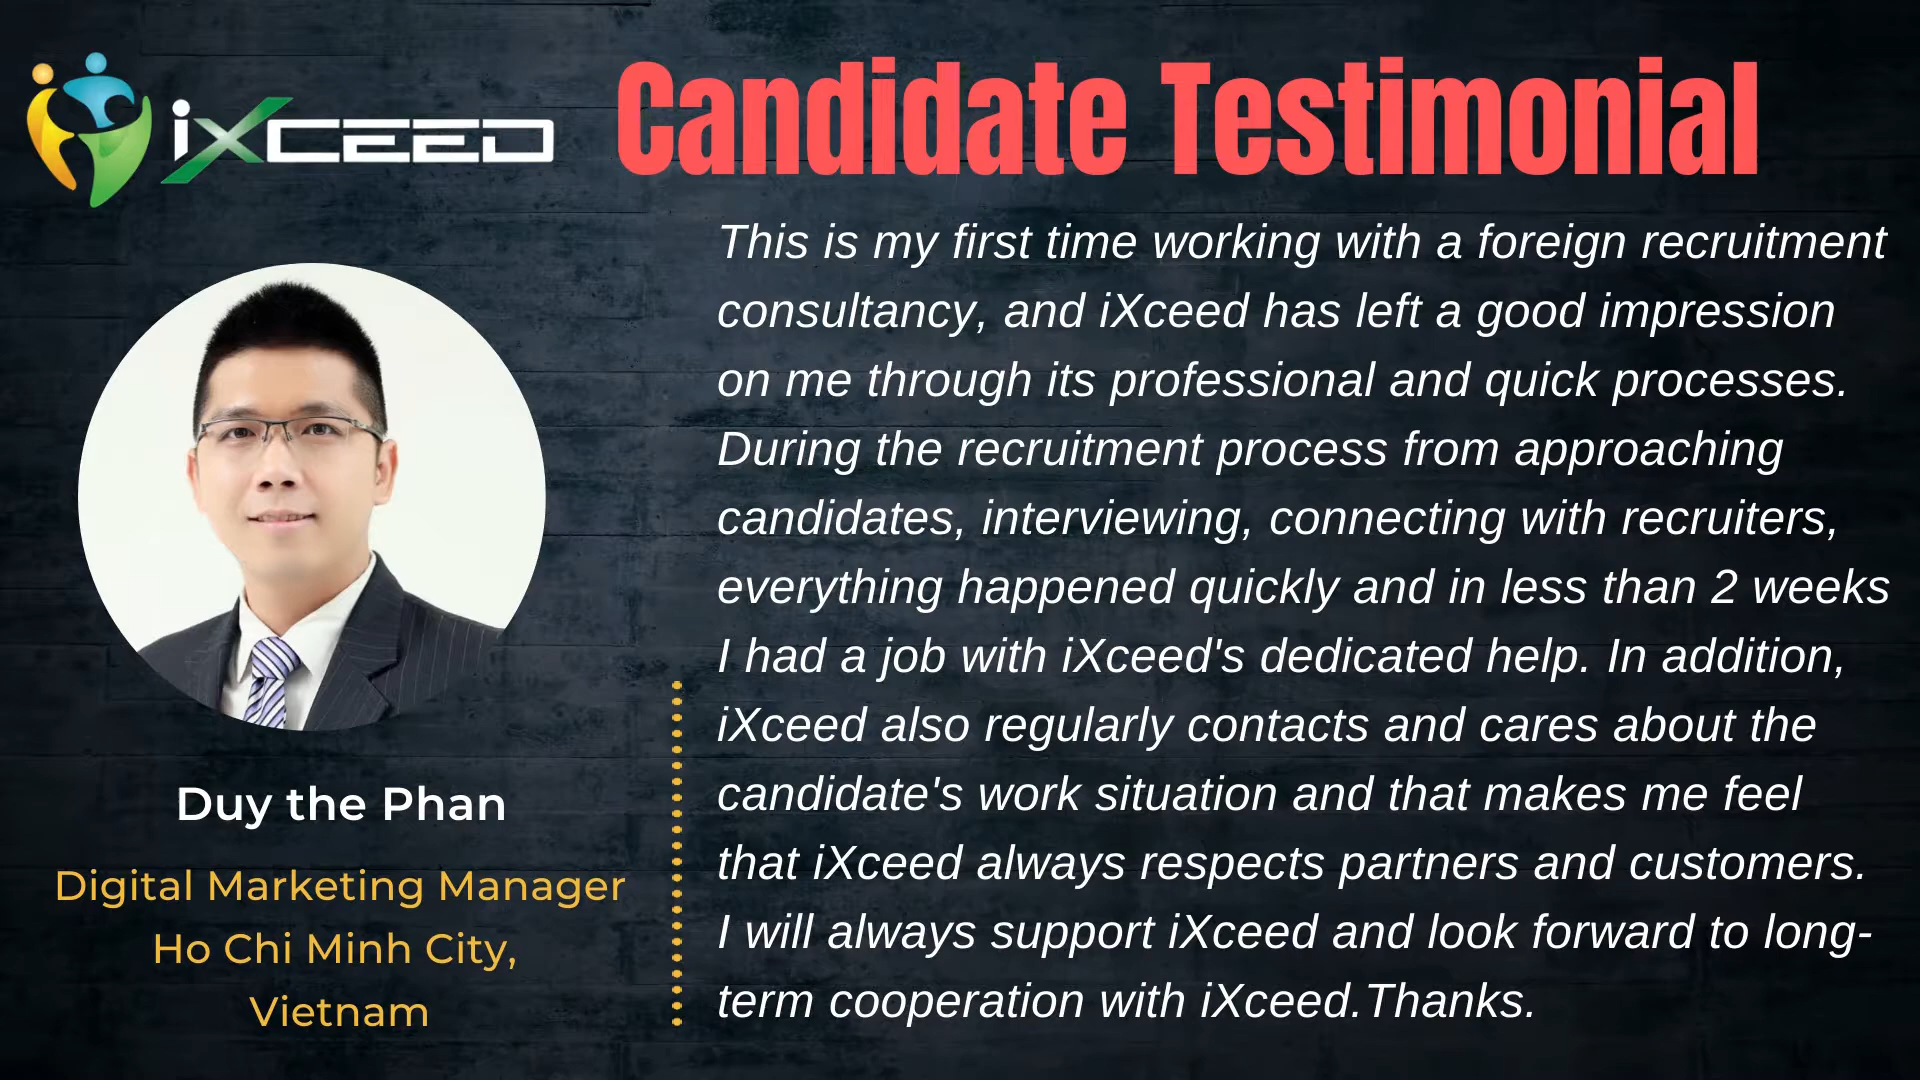 iXCEED
Candidate Testimonial
This is my first time working with a foreign recruitment
consultancy, and iXceed has left a good impression
on me through its professional and quick processes.
During the recruitment process from approaching
candidates, interviewing, connecting with recruiters,
everything happened quickly and in less than 2 weeks
I had a job with iXceed's dedicated help. In addition,
iXceed also regularly contacts and cares about the
candidate's work situation and that makes me feel
that iXceed always respects partners and customers.
I will always support iXceed and look forward to long-
term cooperation with iXceed.Thanks.
Duy the Phan
Digital Marketing Manager
Ho Chi Minh City,
Vietnam